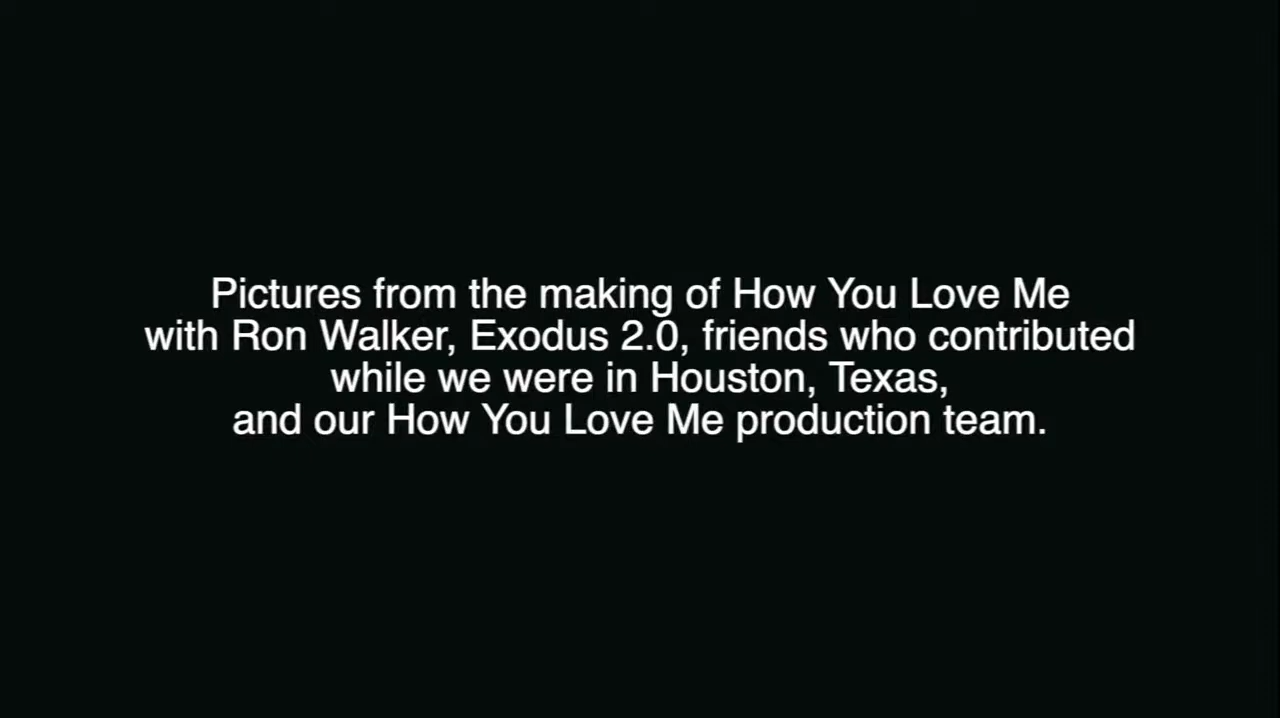 Pictures from the making of How You Love Me
with Ron Walker, Exodus 2.0, friends who contributed
while we were in Houston, Texas,
and our How You Love Me production team.